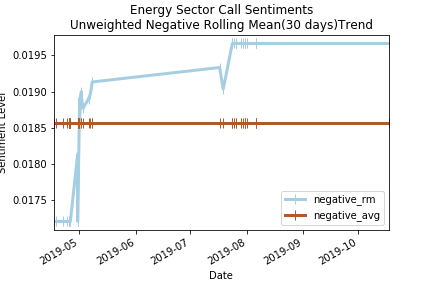 Energy Sector Call Sentiments
Unweighted Negative Rolling Mean(30 days)Trend
Sentiment Level
0.0195
0.0190
0.0185
0.0180
0.0175
negative_rm
negative_avg
2019-05
2019-06
2019-07
2019-08
2019-09
2019-10
Date